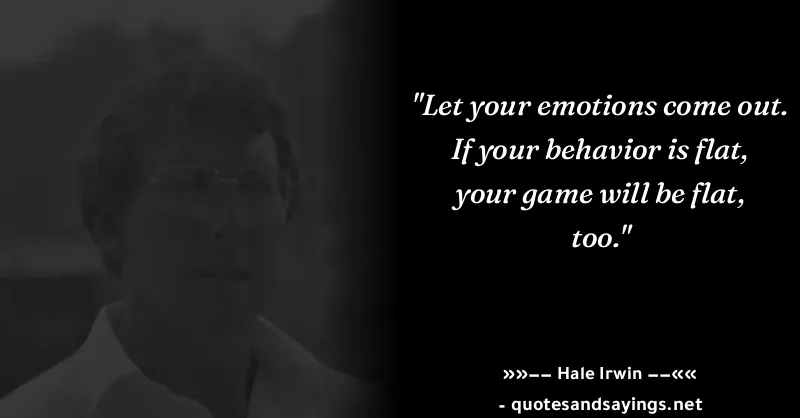 "Let your emotions come out.
If your behavior is flat,
your game will be flat,
too."
»»—— Hale Irwin ——««
- quotesandsayings.net